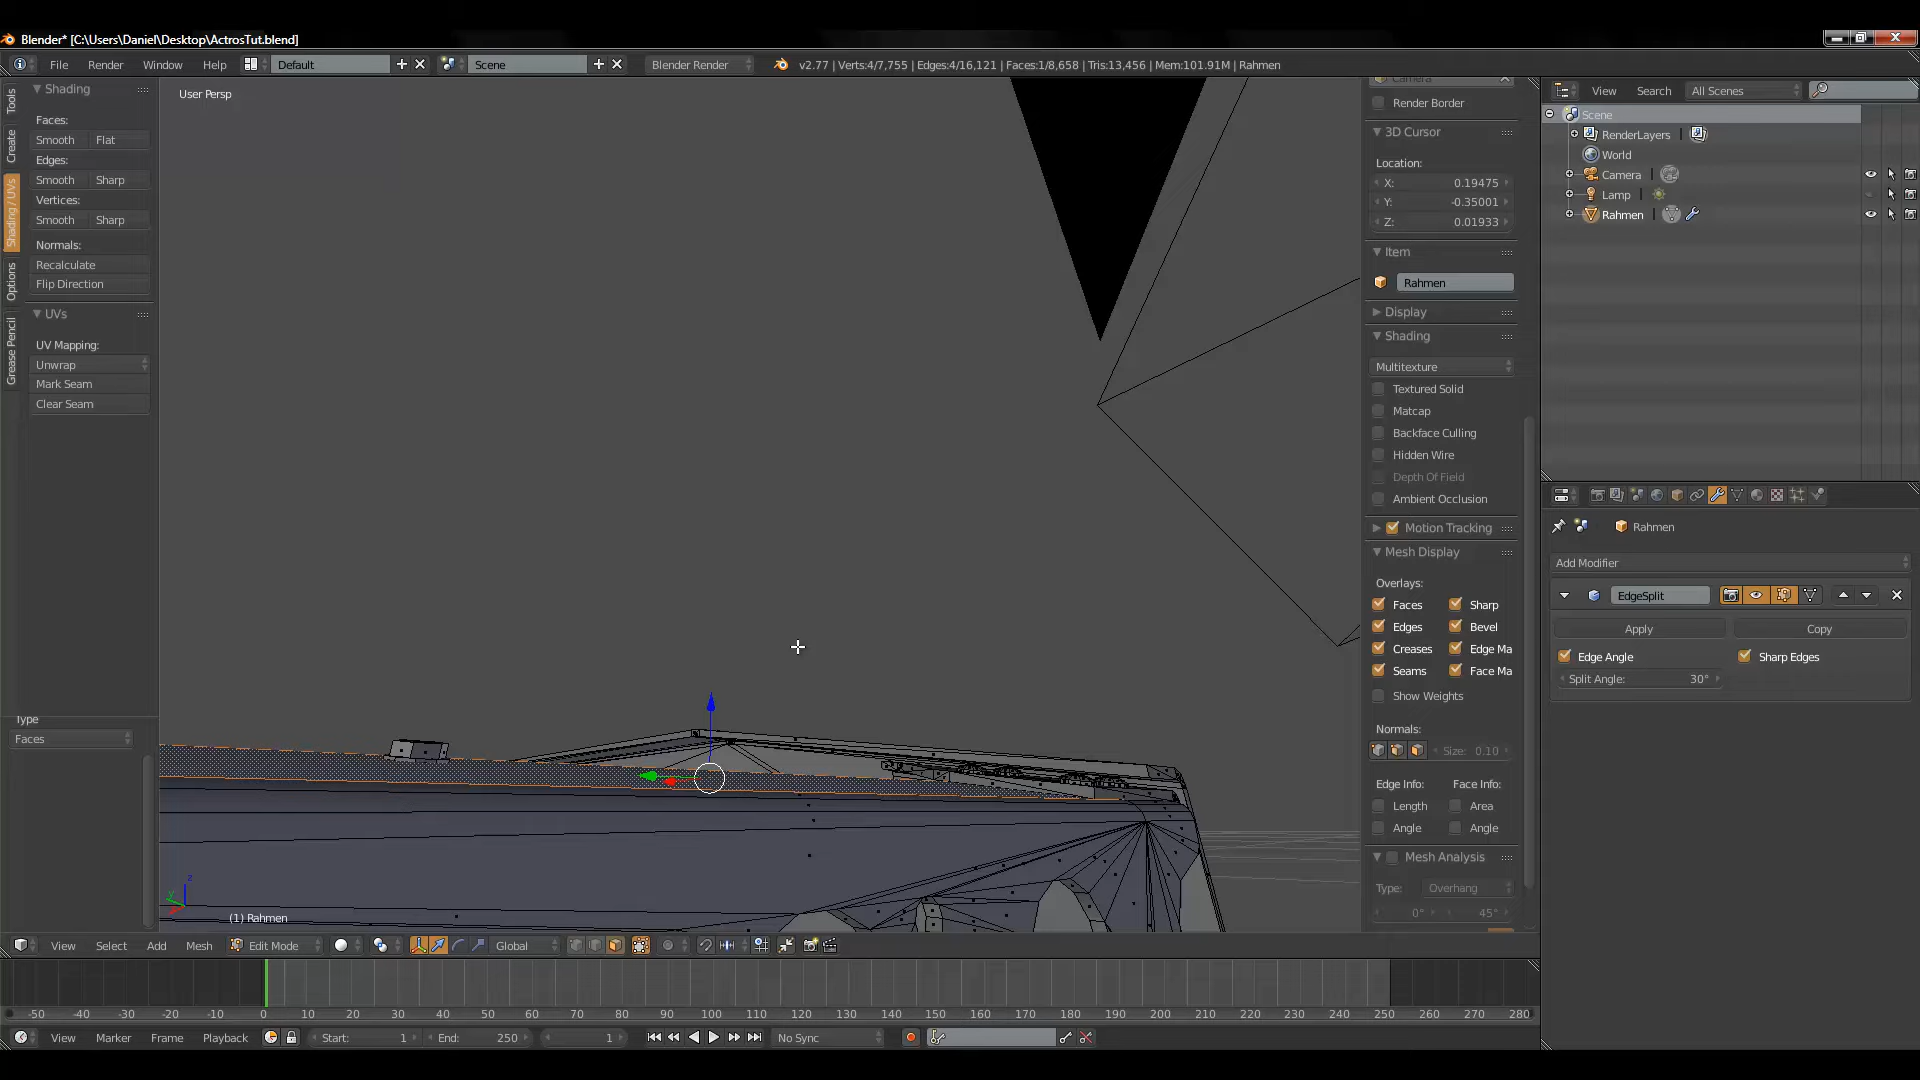 Blender* [C:\Users\Daniel\Desktop\ActrosTut.blend]
File Render Window Help Default Scene Blender Render v2.77 | Verts:4/7,755 | Edges:4/16,121 | Faces:1/8,658 | Tris:13,456 | Mem:101.91M | Rahmen
Tools
Create
Shading / UVs
Options
Grease Pencil
Shading
Faces:
Smooth Flat
Edges:
Smooth Sharp
Vertices:
Smooth Sharp
Normals:
Recalculate
Flip Direction
UVs
UV Mapping:
Unwrap
Mark Seam
Clear Seam
Type
Faces
User Persp
(1) Rahmen
z
y
Camera
Render Border
3D Cursor
Location:
X: 0.19475
Y: -0.35001
Z: 0.01933
Item
Rahmen
Display
Shading
Multitexture
Textured Solid
Matcap
Backface Culling
Hidden Wire
Depth Of Field
Ambient Occlusion
Motion Tracking
Mesh Display
Overlays:
Faces Sharp
Edges Bevel
Creases Edge Ma
Seams Face Ma
Show Weights
Normals:
Size: 0.10
Edge Info: Face Info:
Length Area
Angle Angle
Mesh Analysis
Type: Overhang
0° 45°
View Search All Scenes
Scene
RenderLayers
World
Camera
Lamp
Rahmen
Rahmen
Add Modifier
EdgeSplit
Apply Copy
Edge Angle Sharp Edges
Split Angle: 30°
View Select Add Mesh Edit Mode Global
-50 -40 -30 -20 -10 0 10 20 30 40 50 60 70 80 90 100 110 120 130 140 150 160 170 180 190 200 210 220 230 240 250 260 270 280
View Marker Frame Playback Start: 1 End: 250 1 No Sync